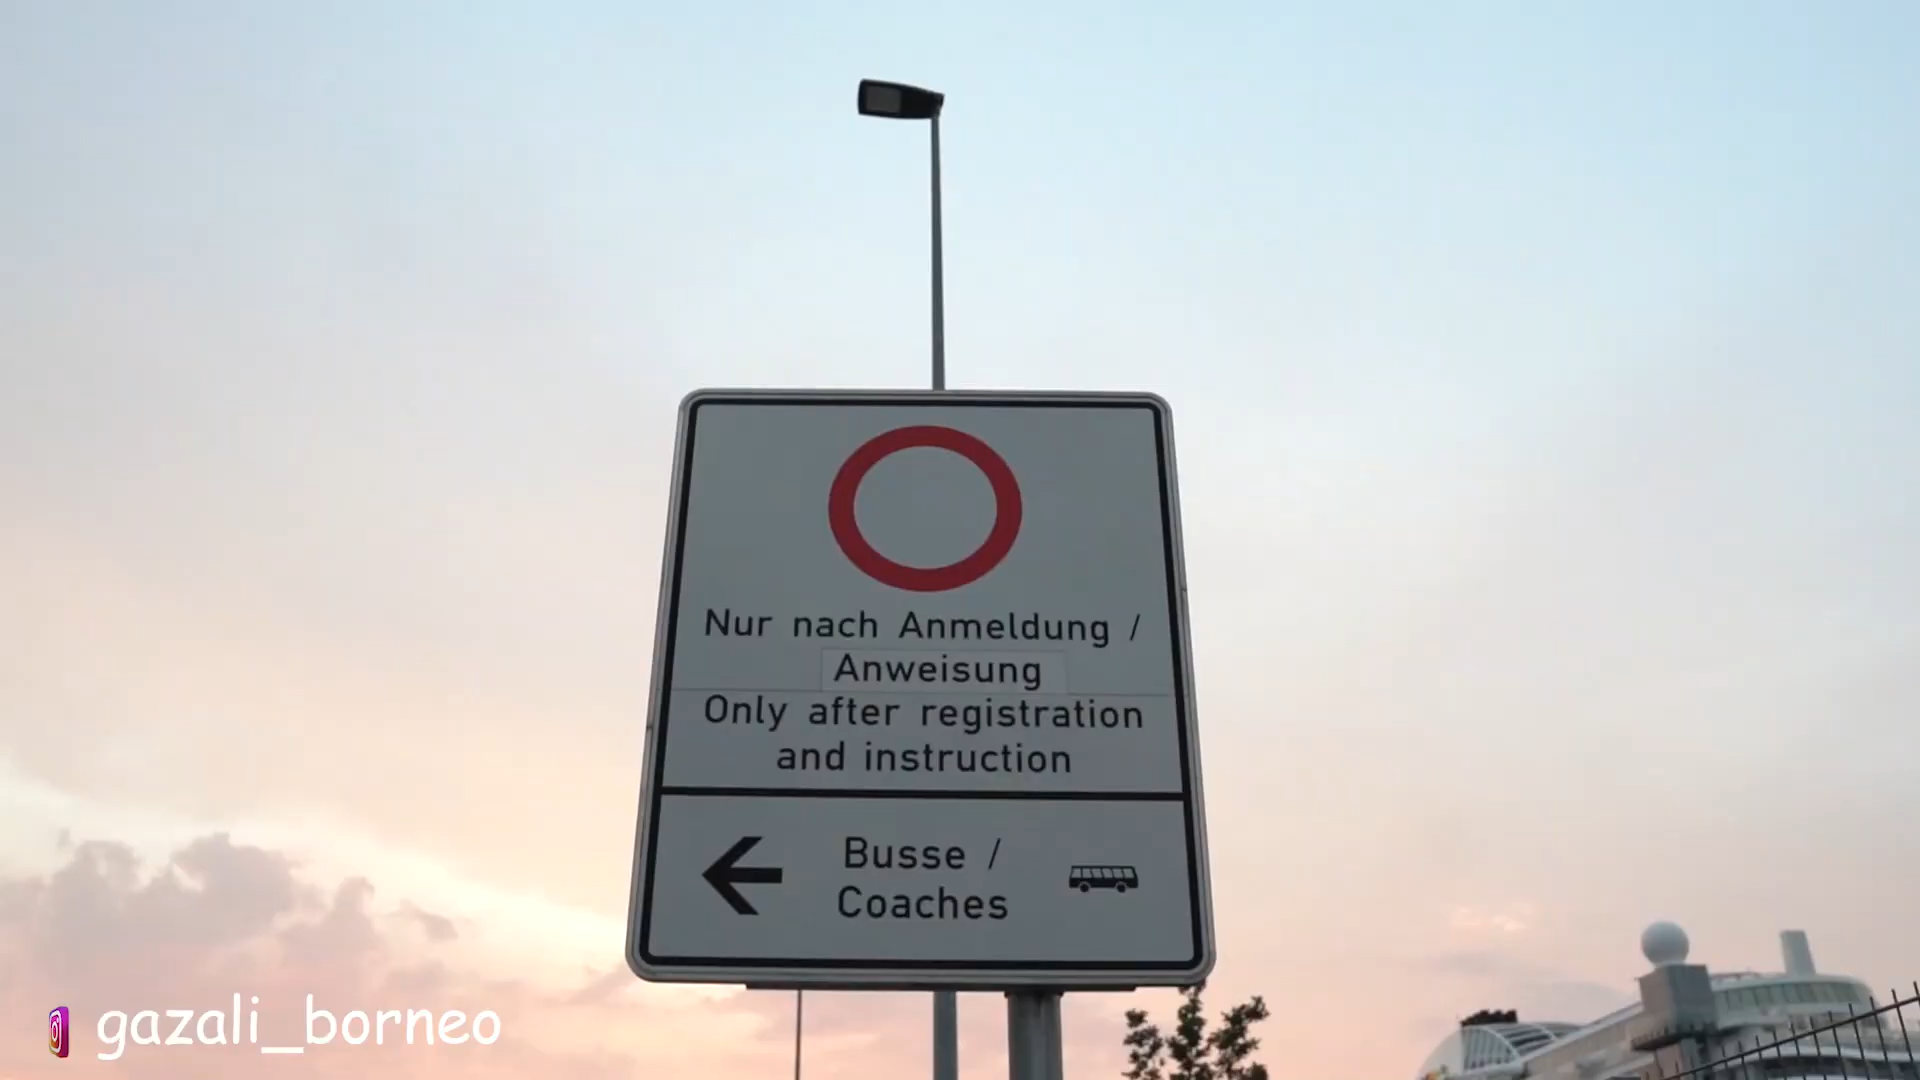 Nur nach Anmeldung /
Anweisung
Only after registration
and instruction
Busse /
Coaches
gazali_borneo